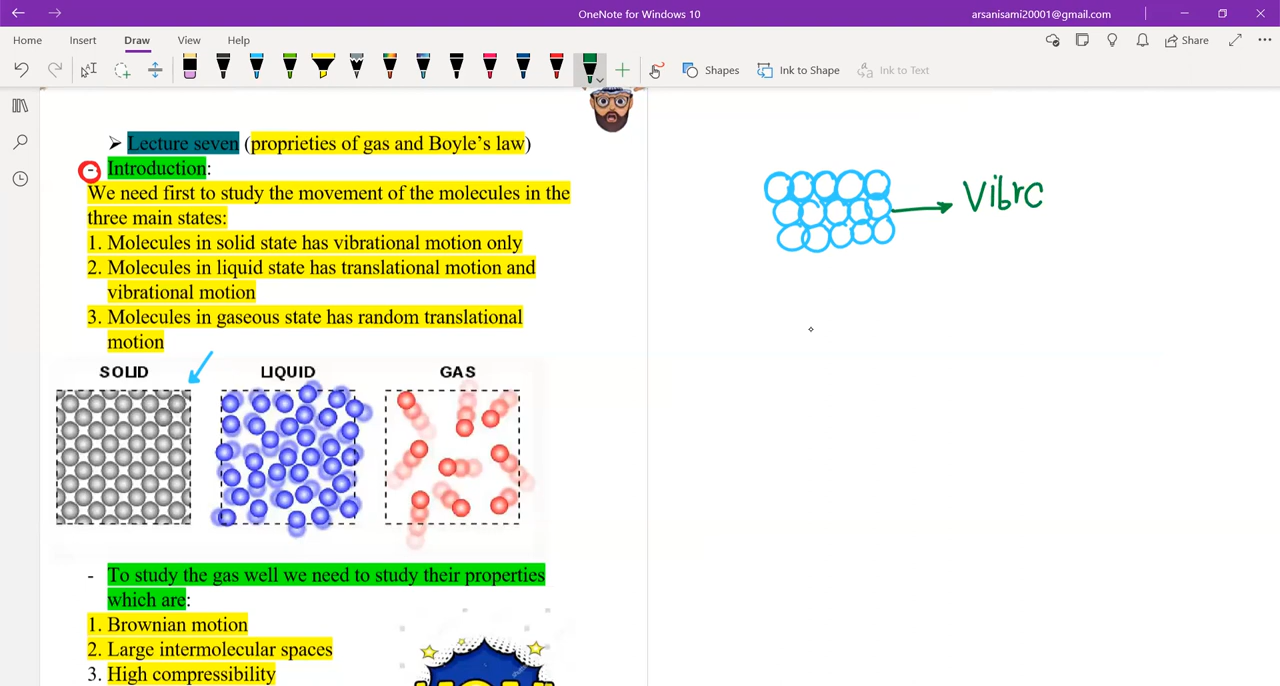 OneNote for Windows 10
arsanisami20001@gmail.com
Home
Insert
Draw
View
Help
Share
Shapes
Ink to Shape
Ink to Text
➤ Lecture seven (proprieties of gas and Boyle's law)
- Introduction:
We need first to study the movement of the molecules in the
three main states:
1. Molecules in solid state has vibrational motion only
2. Molecules in liquid state has translational motion and
vibrational motion
3. Molecules in gaseous state has random translational
motion
SOLID
LIQUID
GAS
- To study the gas well we need to study their properties
which are:
1. Brownian motion
2. Large intermolecular spaces
3. High compressibility
Vibrc